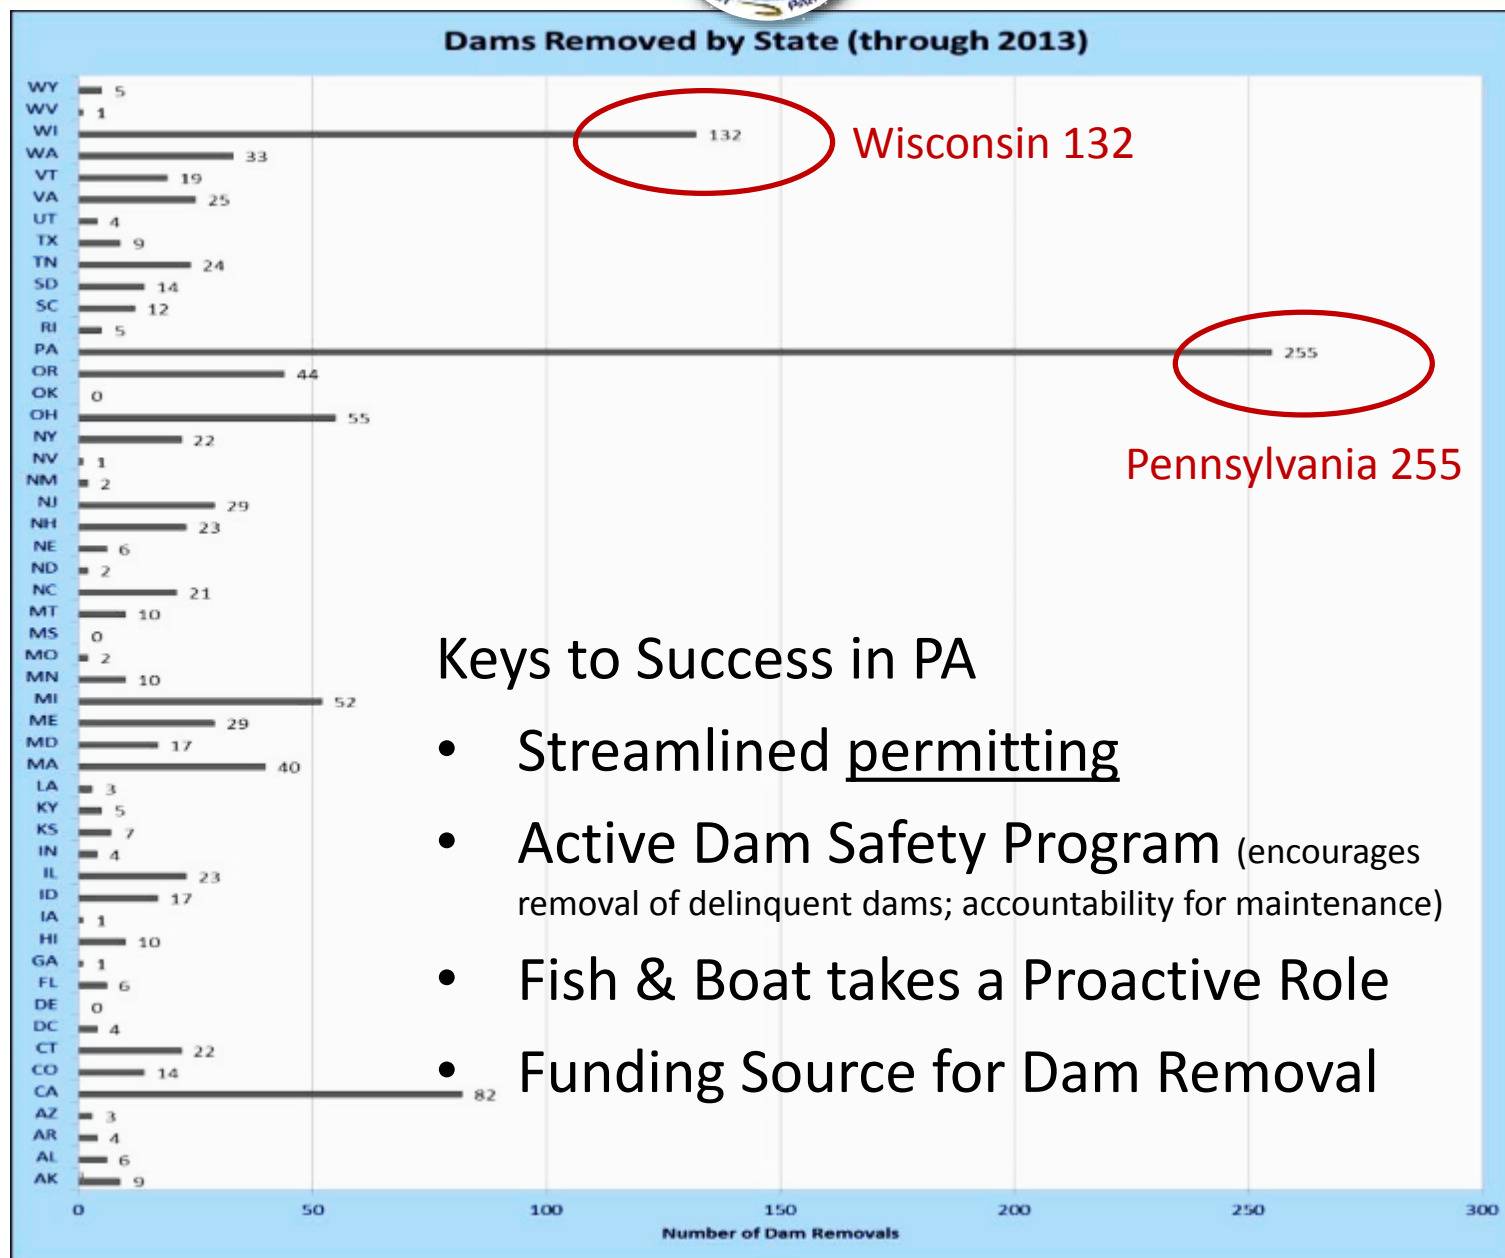 Dams Removed by State (through 2013)
WY 5
WV 1
WI 132
Wisconsin 132
WA 33
VT 19
VA 25
UT 4
TX 9
TN 24
SD 14
SC 12
RI 5
PA 255
OR 44
OK 0
OH 55
NY 22
Pennsylvania 255
NV 1
NM 2
NJ 29
NH 23
NE 6
ND 2
NC 21
MT 10
MS 0
MO 2
MN 10
MI 52
ME 29
MD 17
MA 40
LA 3
KY 5
KS 7
IN 4
IL 23
ID 17
IA 1
HI 10
GA 1
FL 6
DE 0
DC 4
CT 22
CO 14
CA 82
AZ 3
AR 4
AL 6
AK 9
Keys to Success in PA
• Streamlined permitting
• Active Dam Safety Program (encourages
removal of delinquent dams; accountability for maintenance)
• Fish & Boat takes a Proactive Role
• Funding Source for Dam Removal
0 50 100 150 200 250 300
Number of Dam Removals